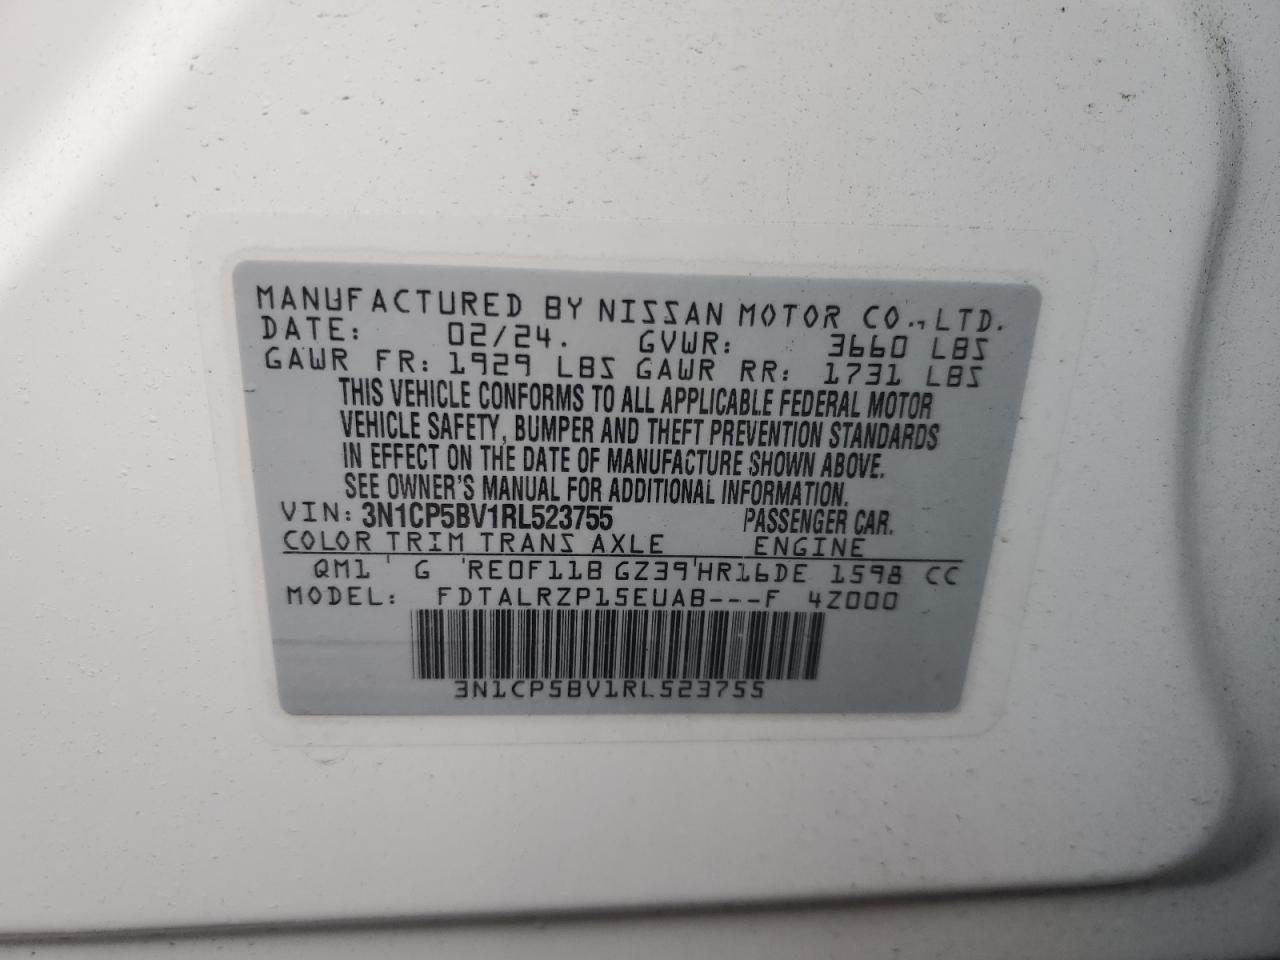 MANUFACTURED BY NISSAN MOTOR CO.,LTD.
DATE: 02/24. GVWR: 3660 LBS
GAWR FR: 1929 LBS GAWR RR: 1731 LBS
THIS VEHICLE CONFORMS TO ALL APPLICABLE FEDERAL MOTOR
VEHICLE SAFETY, BUMPER AND THEFT PREVENTION STANDARDS
IN EFFECT ON THE DATE OF MANUFACTURE SHOWN ABOVE.
SEE OWNER'S MANUAL FOR ADDITIONAL INFORMATION.
VIN: 3N1CP5BV1RL523755 PASSENGER CAR.
COLOR TRIM TRANS AXLE ENGINE
QM1 ' G 'RE0F11B GZ39'HR16DE 1598 CC
MODEL: FDTALRZP15EUAB---F 4Z000
3N1CP5BV1RL523755